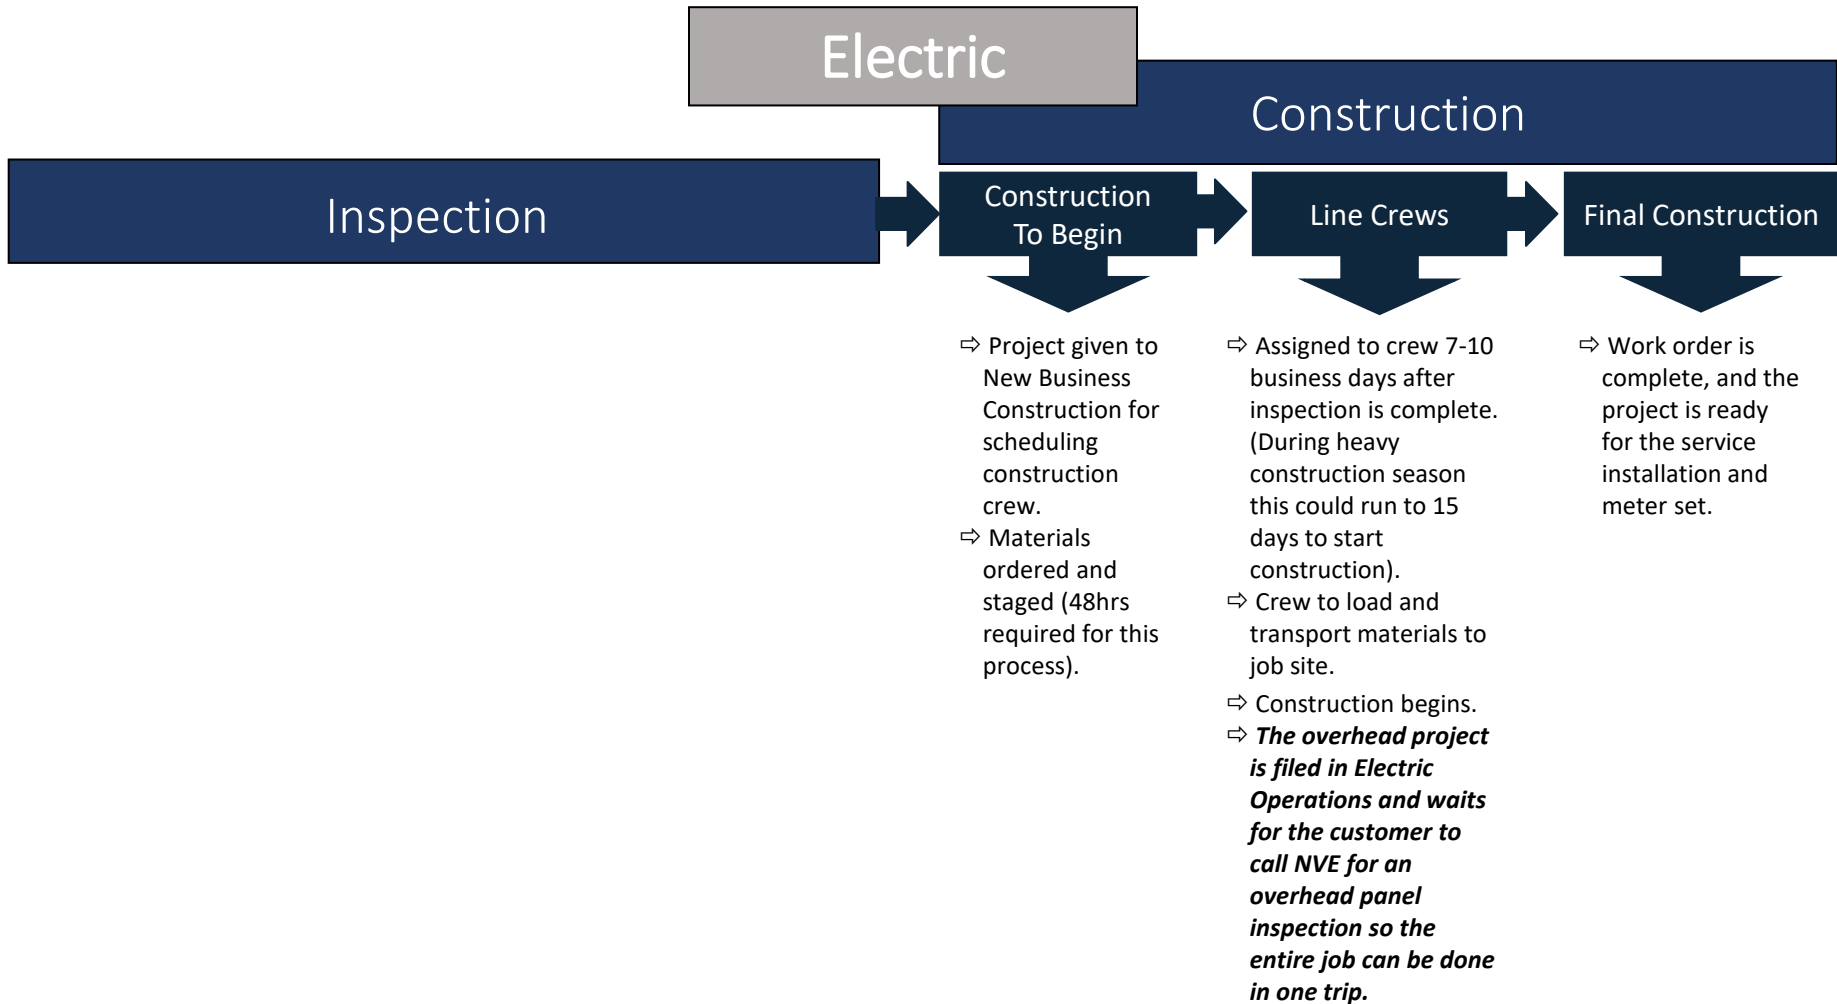 Electric
Construction
Inspection
Construction
To Begin
Line Crews
Final Construction
⇨ Project given to
New Business
Construction for
scheduling
construction
crew.
⇨ Materials
ordered and
staged (48hrs
required for this
process).
⇨ Assigned to crew 7-10
business days after
inspection is complete.
(During heavy
construction season
this could run to 15
days to start
construction).
⇨ Crew to load and
transport materials to
job site.
⇨ Construction begins.
⇨ The overhead project
is filed in Electric
Operations and waits
for the customer to
call NVE for an
overhead panel
inspection so the
entire job can be done
in one trip.
⇨ Work order is
complete, and the
project is ready
for the service
installation and
meter set.